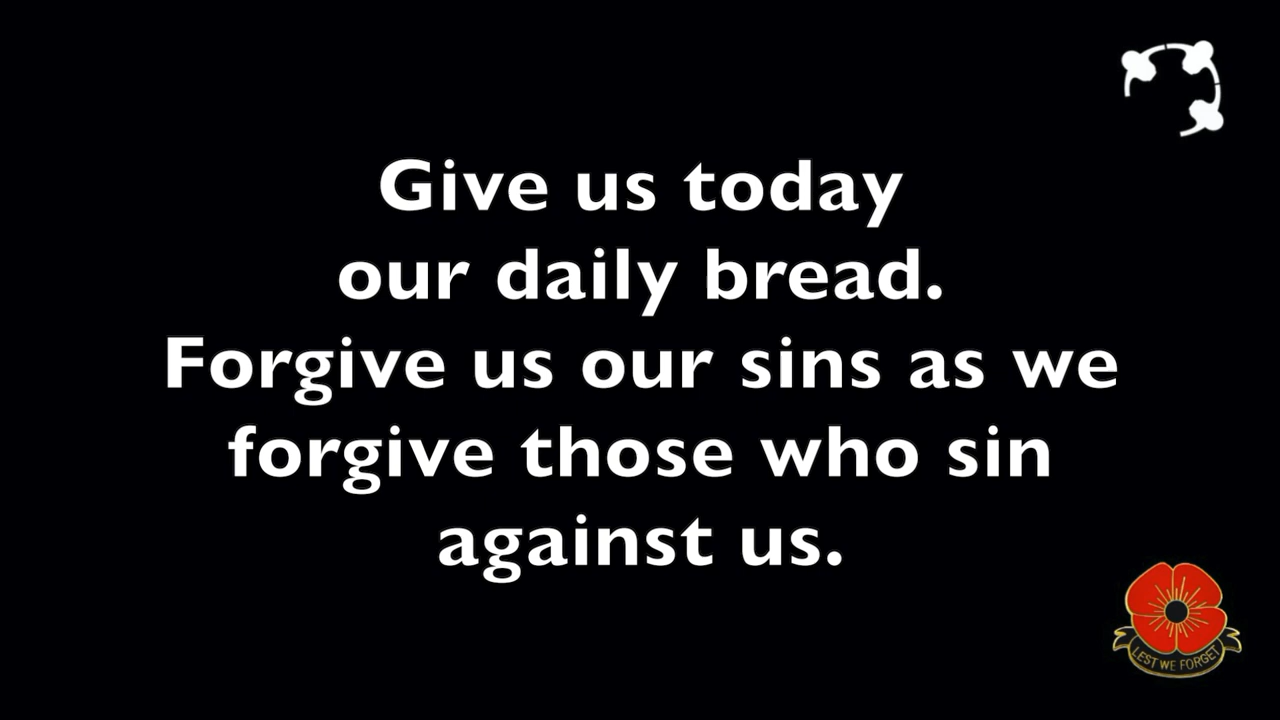 Give us today
our daily bread.
Forgive us our sins as we
forgive those who sin
against us.
LEST WE FORGET